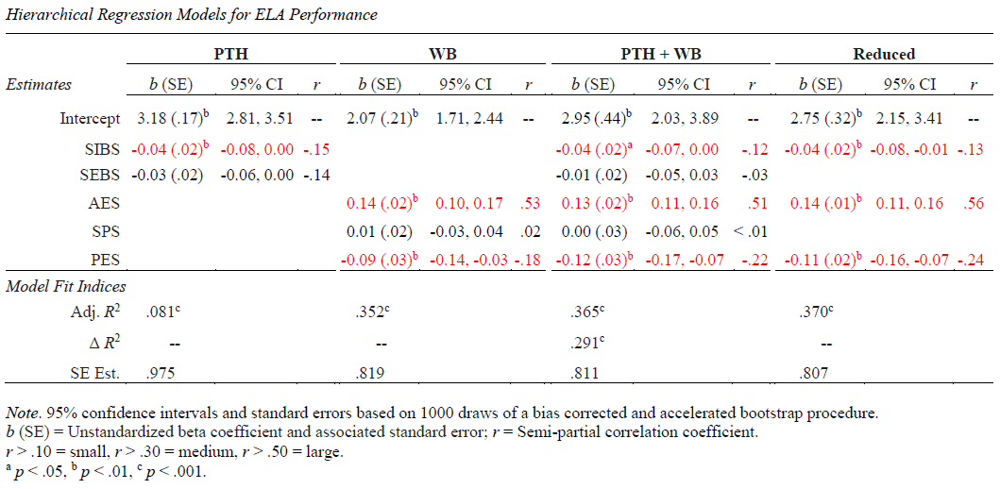 Hierarchical Regression Models for ELA Performance
PTH WB PTH + WB Reduced
Estimates b (SE) 95% CI r b (SE) 95% CI r b (SE) 95% CI r b (SE) 95% CI r
Intercept 3.18 (.17)b 2.81, 3.51 -- 2.07 (.21)b 1.71, 2.44 -- 2.95 (.44)b 2.03, 3.89 -- 2.75 (.32)b 2.15, 3.41 --
SIBS -0.04 (.02)b -0.08, 0.00 -.15 -0.04 (.02)a -0.07, 0.00 -.12 -0.04 (.02)b -0.08, -0.01 -.13
SEBS -0.03 (.02) -0.06, 0.00 -.14 -0.01 (.02) -0.05, 0.03 -.03
AES 0.14 (.02)b 0.10, 0.17 .53 0.13 (.02)b 0.11, 0.16 .51 0.14 (.01)b 0.11, 0.16 .56
SPS 0.01 (.02) -0.03, 0.04 .02 0.00 (.03) -0.06, 0.05 < .01
PES -0.09 (.03)b -0.14, -0.03 -.18 -0.12 (.03)b -0.17, -0.07 -.22 -0.11 (.02)b -0.16, -0.07 -.24
Model Fit Indices
Adj. R2 .081c .352c .365c .370c
Δ R2 -- -- .291c --
SE Est. .975 .819 .811 .807
Note. 95% confidence intervals and standard errors based on 1000 draws of a bias corrected and accelerated bootstrap procedure.
b (SE) = Unstandardized beta coefficient and associated standard error; r = Semi-partial correlation coefficient.
r > .10 = small, r > .30 = medium, r > .50 = large.
a p < .05, b p < .01, c p < .001.